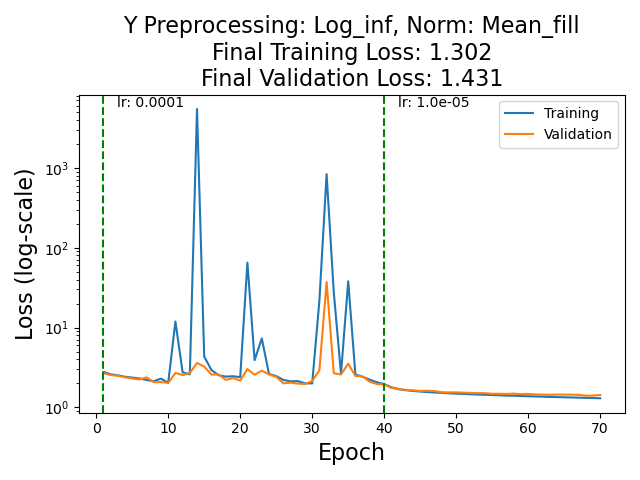 Y Preprocessing: Log_inf, Norm: Mean_fill
Final Training Loss: 1.302
Final Validation Loss: 1.431
lr: 0.0001
lr: 1.0e-05
Training
Validation
Loss (log-scale)
10³
10²
10¹
10⁰
0 10 20 30 40 50 60 70
Epoch